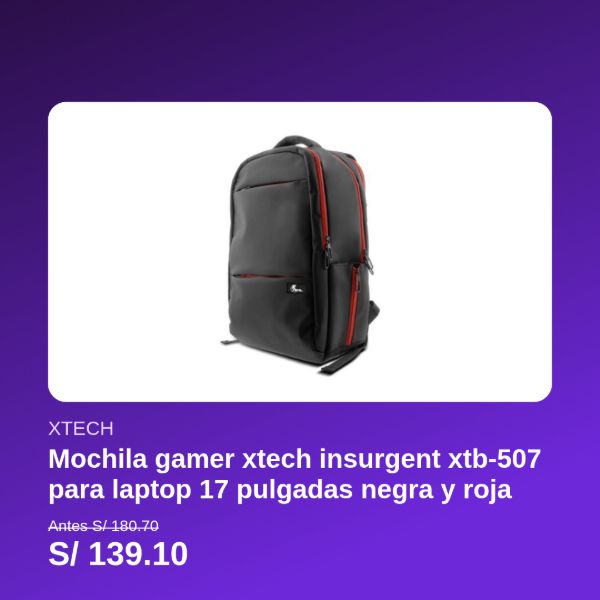 XTECH
Mochila gamer xtech insurgent xtb-507
para laptop 17 pulgadas negra y roja
Antes S/ 180.70
S/ 139.10